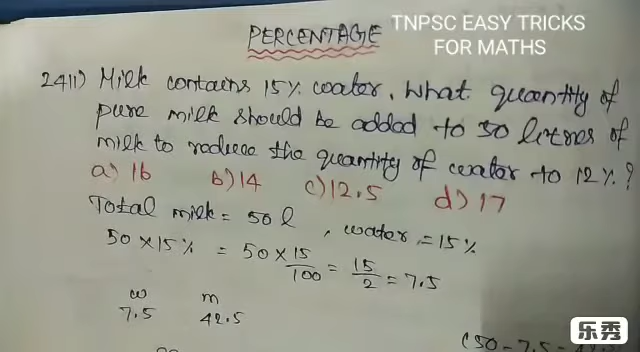 PERCENTAGE
TNPSC EASY TRICKS
FOR MATHS
2411) Milk contains 15% water. What quantity of
pure milk should be added to 50 litres of
milk to reduce the quantity of water to 12%?
a) 16 b) 14 c) 12.5 d) 17
Total milk = 50 l , water = 15%
50 × 15% = 50 × 15/100 = 15/2 = 7.5
w m
7.5 42.5
(50 - 7.5 =
乐秀